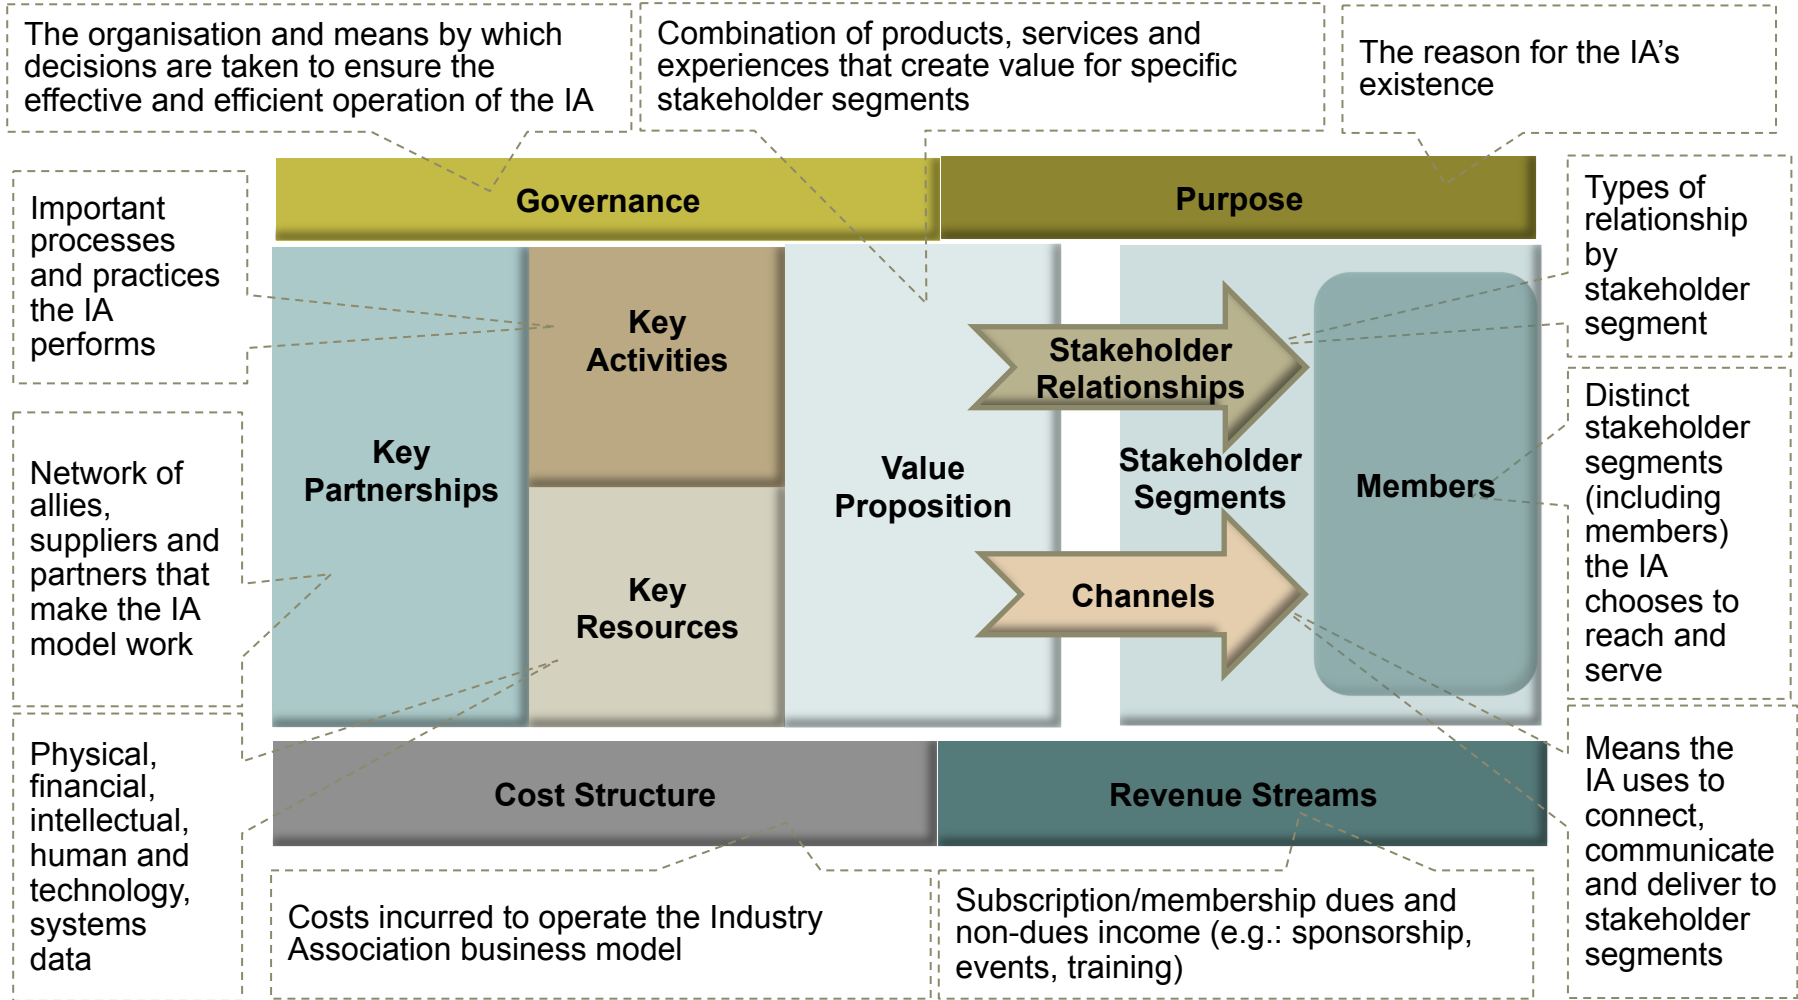 The organisation and means by which
decisions are taken to ensure the
effective and efficient operation of the IA
Combination of products, services and
experiences that create value for specific
stakeholder segments
The reason for the IA's
existence
Governance
Purpose
Important
processes
and practices
the IA
performs
Types of
relationship
by
stakeholder
segment
Key
Activities
Stakeholder
Relationships
Key
Partnerships
Value
Proposition
Stakeholder
Segments
Members
Distinct
stakeholder
segments
(including
members)
the IA
chooses to
reach and
serve
Network of
allies,
suppliers and
partners that
make the IA
model work
Key
Resources
Channels
Physical,
financial,
intellectual,
human and
technology,
systems
data
Cost Structure
Revenue Streams
Means the
IA uses to
connect,
communicate
and deliver to
stakeholder
segments
Costs incurred to operate the Industry
Association business model
Subscription/membership dues and
non-dues income (e.g.: sponsorship,
events, training)